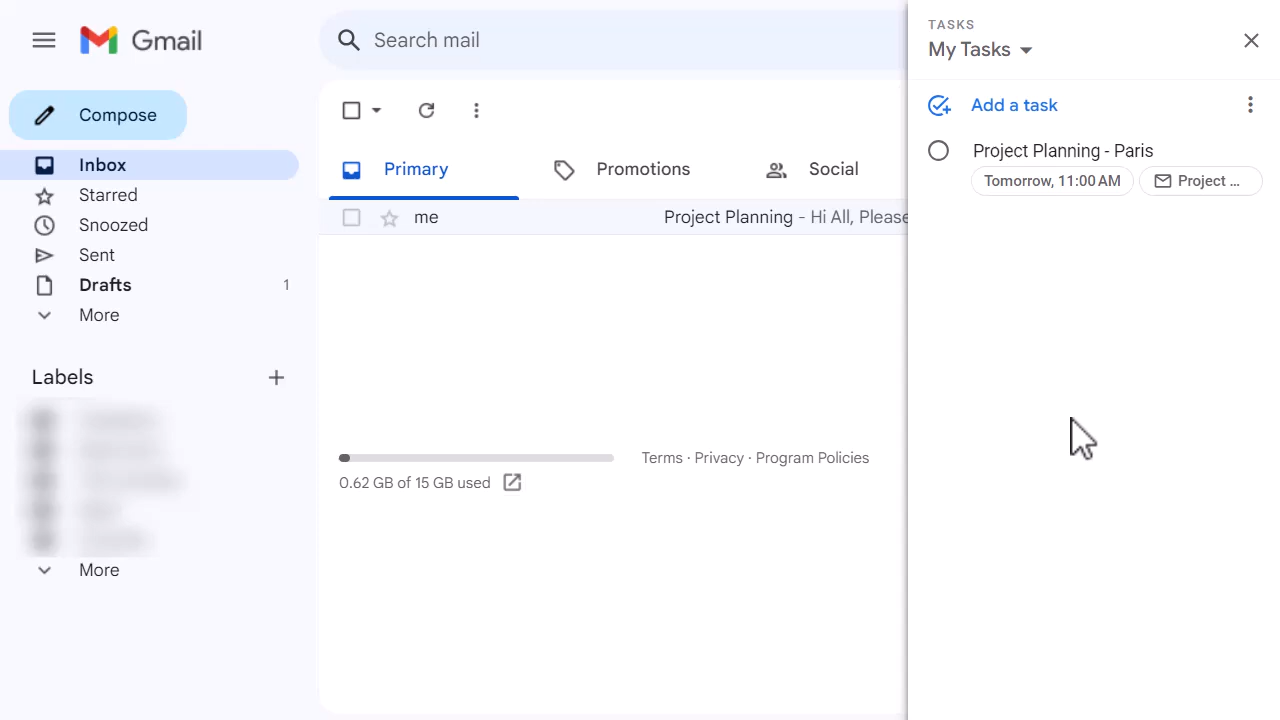 Gmail
Search mail
Compose
Inbox
Starred
Snoozed
Sent
Drafts 1
More
Labels
More
Primary
Promotions
Social
me Project Planning - Hi All, Please
Terms · Privacy · Program Policies
0.62 GB of 15 GB used
TASKS
My Tasks
Add a task
Project Planning - Paris
Tomorrow, 11:00 AM
Project ...